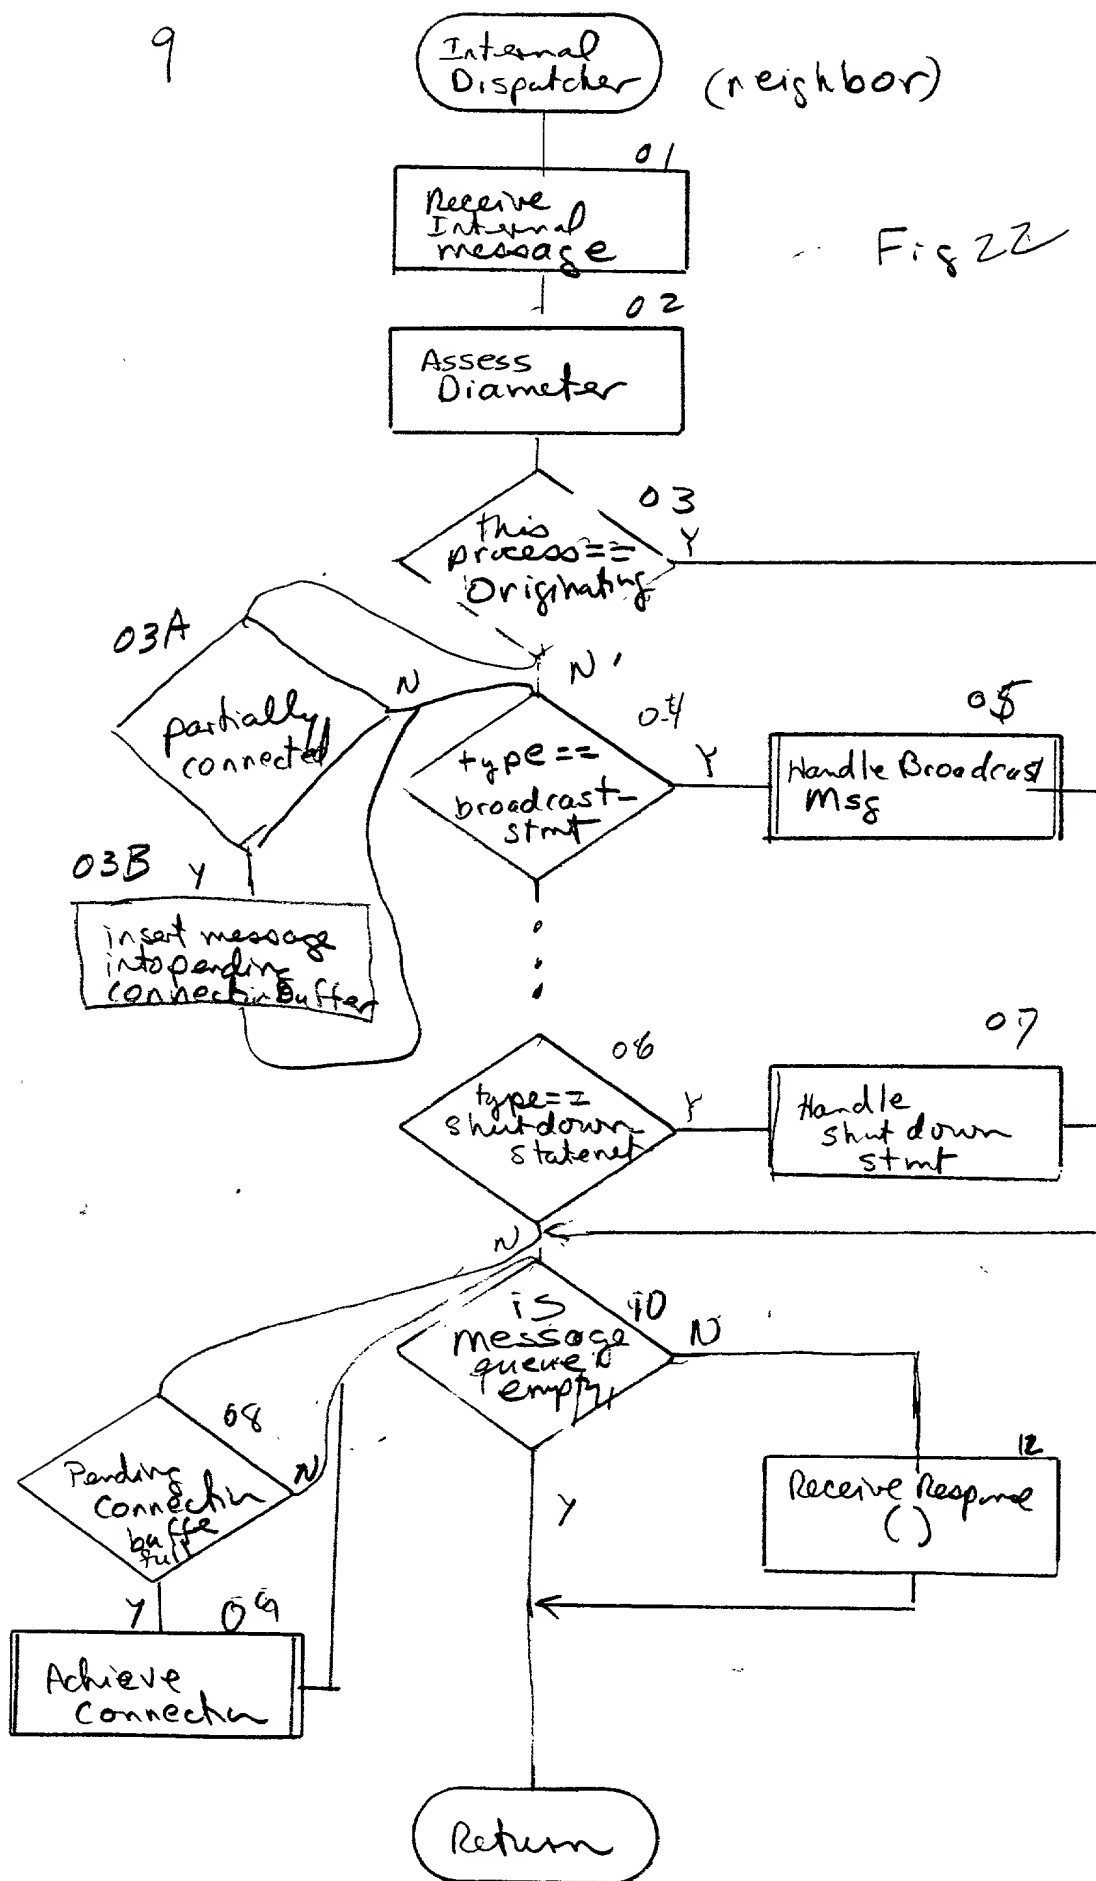 9
Internal
Dispatcher
(neighbor)
01
Receive
Internal
message
Fig 22
02
Assess
Diameter
03
this
process==
Originating
Y
03A
N
N
partially
connected
04
type==
broadcast-
stmt
Y
05
Handle Broadcast
Msg
03B
Y
insert message
into pending
connection Buffer
06
type==
shutdown
statenet
Y
07
Handle
shut down
stmt
N
10
is
message
queue
empty
N
08
Pending
Connection
buffe
full
N
Y
12
Receive Response
( )
Y
09
Achieve
Connection
Return